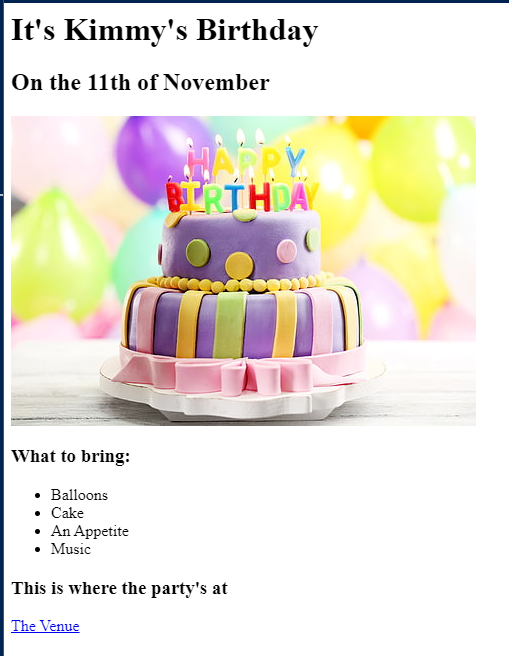 It's Kimmy's Birthday
On the 11th of November
HAPPY
BIRTHDAY
What to bring:
Balloons
Cake
An Appetite
Music
This is where the party's at
The Venue